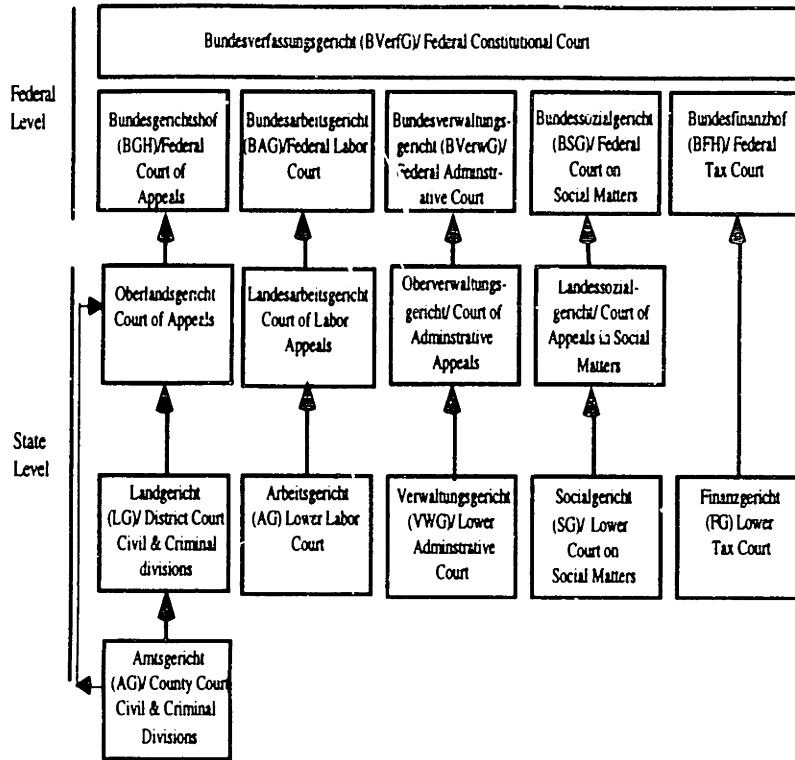 Bundesverfassungsgericht (BVerfG)/ Federal Constitutional Court
Federal
Level
Bundesgerichtshof
(BGH)/Federal
Court of
Appeals
Bundesarbeitsgericht
(BAG)/Federal Labor
Court
Bundesverwaltungs-
gericht (BVerwG)/
Federal Adminstr-
ative Court
Bundessozialgericht
(BSG)/ Federal
Court on
Social Matters
Bundesfinanzhof
(BFH)/ Federal
Tax Court
State
Level
Oberlandsgericht
Court of Appeals
Landesarbeitsgericht
Court of Labor
Appeals
Oberverwaltungs-
gericht/ Court of
Adminstrative
Appeals
Landessozial-
gericht/ Court of
Appeals in Social
Matters
Landgericht
(LG)/ District Court
Civil & Criminal
divisions
Arbeitsgericht
(AG) Lower Labor
Court
Verwaltungsgericht
(VWG)/ Lower
Adminstrative
Court
Socialgericht
(SG)/ Lower
Court on
Social Matters
Finanzgericht
(FG) Lower
Tax Court
Amtsgericht
(AG)/ County Court
Civil & Criminal
Divisions